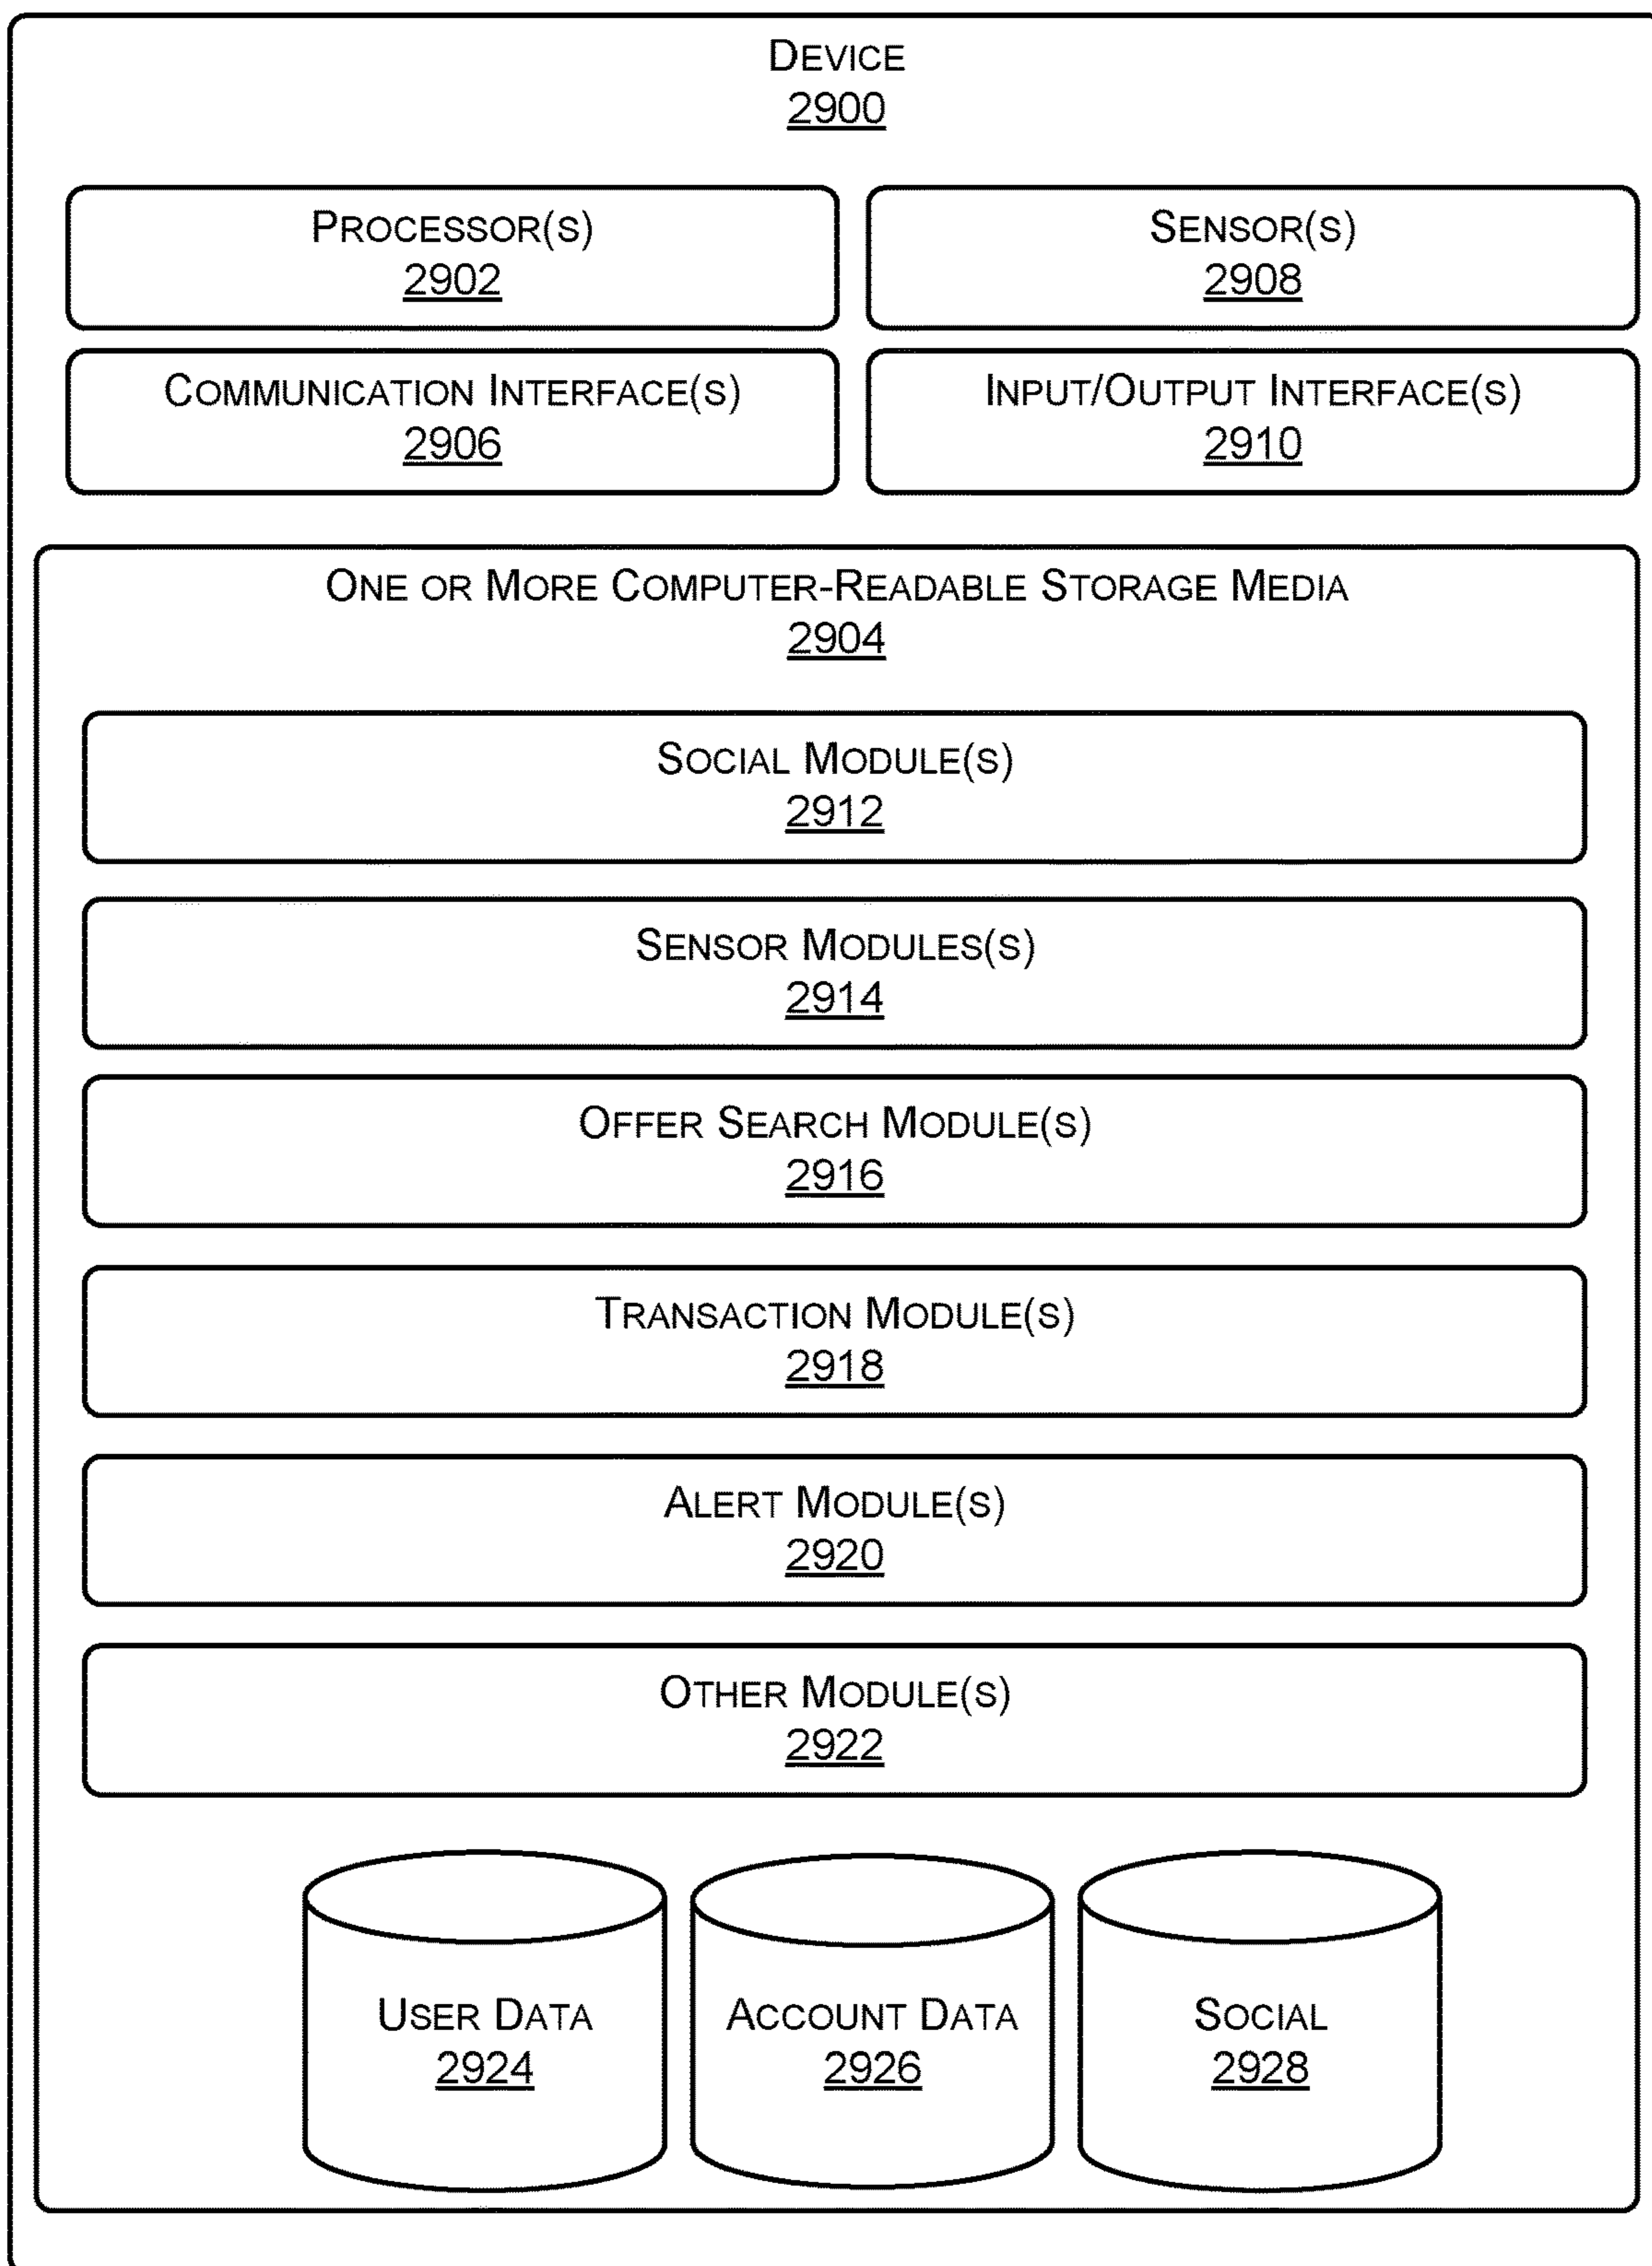 DEVICE
2900
PROCESSOR(S)
2902
SENSOR(S)
2908
COMMUNICATION INTERFACE(S)
2906
INPUT/OUTPUT INTERFACE(S)
2910
ONE OR MORE COMPUTER-READABLE STORAGE MEDIA
2904
SOCIAL MODULE(S)
2912
SENSOR MODULES(S)
2914
OFFER SEARCH MODULE(S)
2916
TRANSACTION MODULE(S)
2918
ALERT MODULE(S)
2920
OTHER MODULE(S)
2922
USER DATA
2924
ACCOUNT DATA
2926
SOCIAL
2928